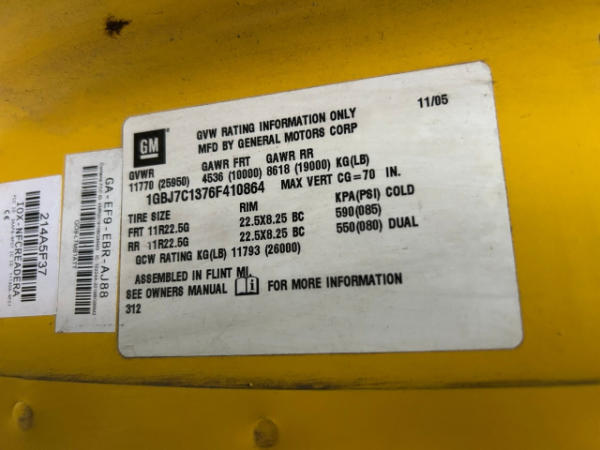 GM
GVW RATING INFORMATION ONLY
11/05
MFD BY GENERAL MOTORS CORP
GVWR GAWR FRT GAWR RR
11770 (25950) 4536 (10000) 8618 (19000) KG(LB)
1GBJ7C1376F410864 MAX VERT CG=70 IN.
TIRE SIZE RIM KPA(PSI) COLD
FRT 11R22.5G 22.5X8.25 BC 590(085)
RR 11R22.5G 22.5X8.25 BC 550(080) DUAL
GCW RATING KG(LB) 11793 (26000)
ASSEMBLED IN FLINT MI.
SEE OWNERS MANUAL FOR MORE INFORMATION
312
GA-EF9-EBR-AJ88
214A5F37
10X-NFCREADERA